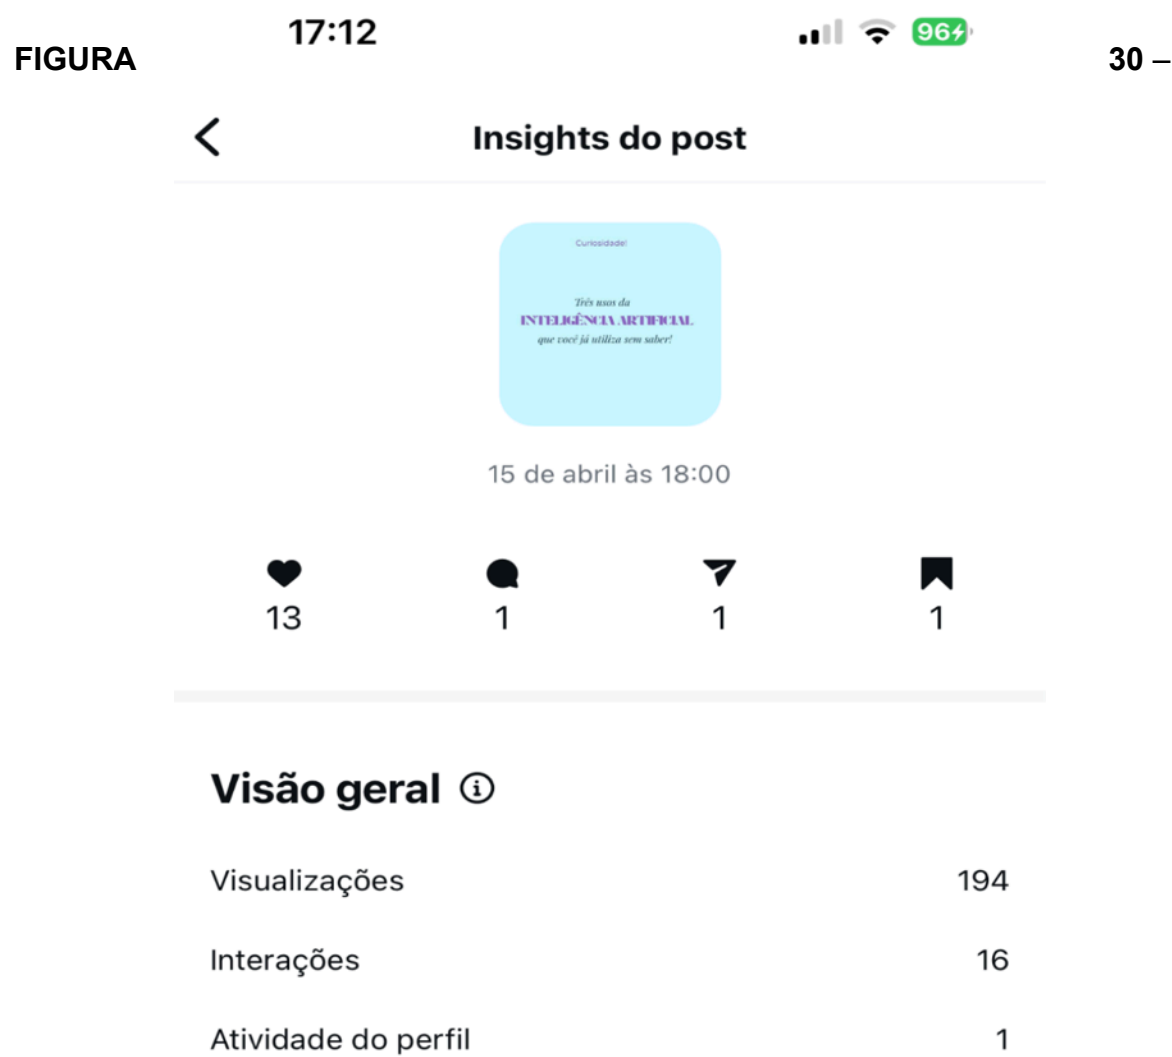 17:12
96
FIGURA 30 –
Insights do post
Curiosidade!
Três usos da
INTELIGÊNCIA ARTIFICIAL
que você já utiliza sem saber!
15 de abril às 18:00
13 1 1 1
Visão geral
Visualizações 194
Interações 16
Atividade do perfil 1